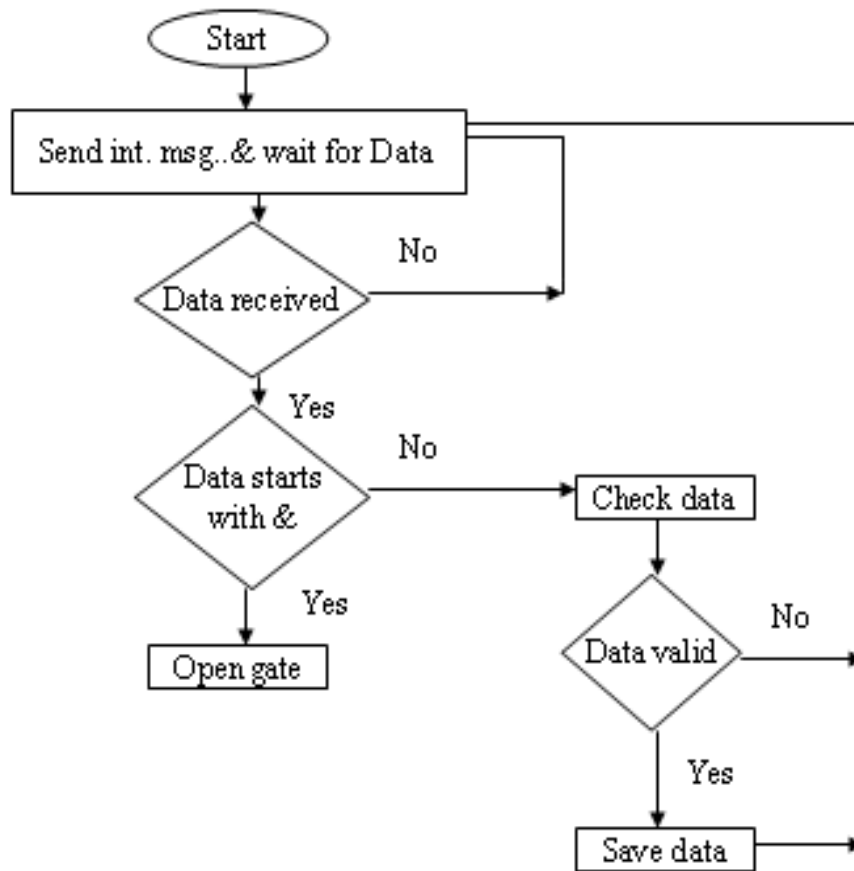 Start
Send int. msg..& wait for Data
No
Data received
Yes
No
Data starts
with &
Check data
Yes
No
Open gate
Data valid
Yes
Save data